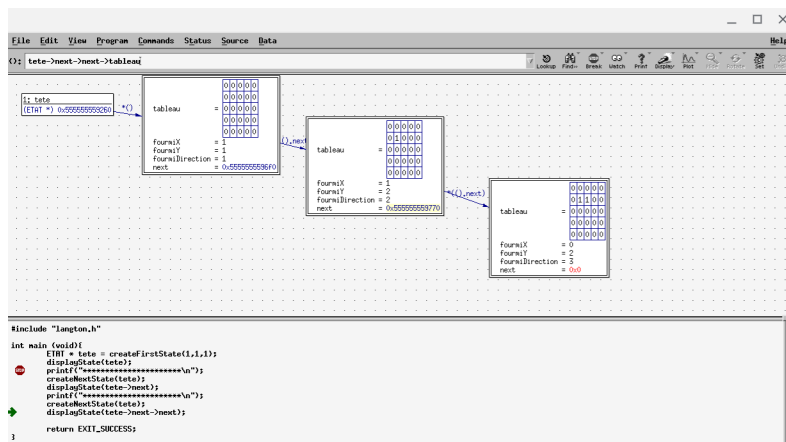 File Edit View Program Commands Status Source Data Help
(): tete->next->next->tableau
Lookup Find» Break Watch Print Display Plot Rotate Set
1: tete
(ETAT *) 0x555555559260
*()
tableau =
0 0 0 0 0
0 0 0 0 0
0 0 0 0 0
0 0 0 0 0
0 0 0 0 0
fourmiX = 1
fourmiY = 1
fourmiDirection = 1
next = 0x5555555596f0
().next
tableau =
0 0 0 0 0
0 1 0 0 0
0 0 0 0 0
0 0 0 0 0
0 0 0 0 0
fourmiX = 1
fourmiY = 2
fourmiDirection = 2
next = 0x555555559770
*(().next)
tableau =
0 0 0 0 0
0 1 1 0 0
0 0 0 0 0
0 0 0 0 0
0 0 0 0 0
fourmiX = 0
fourmiY = 2
fourmiDirection = 3
next = 0x0
#include "langton.h"
int main (void){
ETAT * tete = createFirstState(1,1,1);
displayState(tete);
STOP
printf("***********************\n");
createNextState(tete);
displayState(tete->next);
printf("***********************\n");
createNextState(tete);
displayState(tete->next->next);
return EXIT_SUCCESS;
}